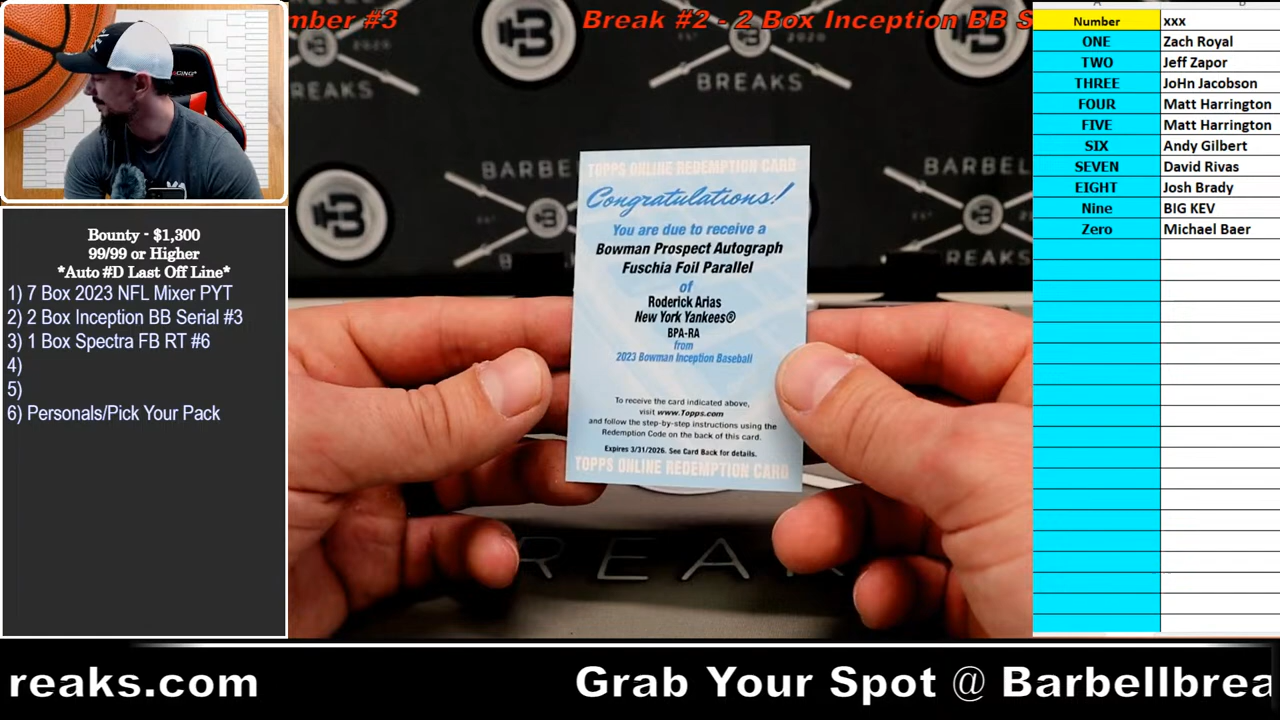 mber #3
Break #2 - 2 Box Inception BB S
2020
BREAKS
BARBE
BARBEL
BREAKS
TOPPS ONLINE REDEMPTION CARD
Congratulations!
You are due to receive a
Bowman Prospect Autograph
Fuschia Foil Parallel
of
Roderick Arias
New York Yankees®
BPA-RA
from
2023 Bowman Inception Baseball
To receive the card indicated above,
visit www.Topps.com
and follow the step-by-step instructions using the
Redemption Code on the back of this card.
Expires 3/31/2026. See Card Back for details.
TOPPS ONLINE REDEMPTION CARD
REAK
Bounty - $1,300
99/99 or Higher
*Auto #D Last Off Line*
1) 7 Box 2023 NFL Mixer PYT
2) 2 Box Inception BB Serial #3
3) 1 Box Spectra FB RT #6
4)
5)
6) Personals/Pick Your Pack
Number xxx
ONE Zach Royal
TWO Jeff Zapor
THREE JoHn Jacobson
FOUR Matt Harrington
FIVE Matt Harrington
SIX Andy Gilbert
SEVEN David Rivas
EIGHT Josh Brady
Nine BIG KEV
Zero Michael Baer
reaks.com
Grab Your Spot @ Barbellbrea